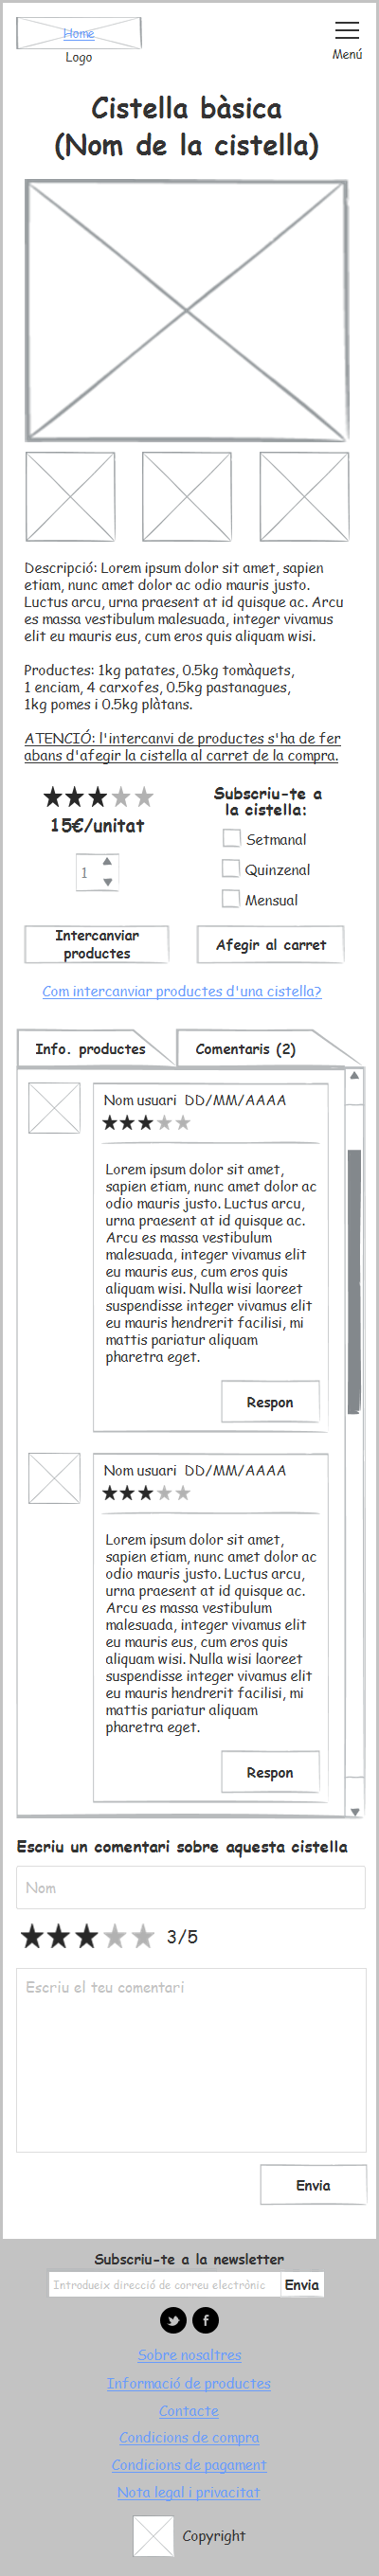 Home
Logo
Menú
Cistella bàsica
(Nom de la cistella)
Descripció: Lorem ipsum dolor sit amet, sapien
etiam, nunc amet dolor ac odio mauris justo.
Luctus arcu, urna praesent at id quisque ac. Arcu
es massa vestibulum malesuada, integer vivamus
elit eu mauris eus, cum eros quis aliquam wisi.
Productes: 1kg patates, 0.5kg tomàquets,
1 enciam, 4 carxofes, 0.5kg pastanagues,
1kg pomes i 0.5kg plàtans.
ATENCIÓ: l'intercanvi de productes s'ha de fer
abans d'afegir la cistella al carret de la compra.
15€/unitat
1
Subscriu-te a
la cistella:
Setmanal
Quinzenal
Mensual
Intercanviar
productes
Afegir al carret
Com intercanviar productes d'una cistella?
Info. productes
Comentaris (2)
Nom usuari DD/MM/AAAA
Lorem ipsum dolor sit amet,
sapien etiam, nunc amet dolor ac
odio mauris justo. Luctus arcu,
urna praesent at id quisque ac.
Arcu es massa vestibulum
malesuada, integer vivamus elit
eu mauris eus, cum eros quis
aliquam wisi. Nulla wisi laoreet
suspendisse integer vivamus elit
eu mauris hendrerit facilisi, mi
mattis pariatur aliquam
pharetra eget.
Respon
Nom usuari DD/MM/AAAA
Lorem ipsum dolor sit amet,
sapien etiam, nunc amet dolor ac
odio mauris justo. Luctus arcu,
urna praesent at id quisque ac.
Arcu es massa vestibulum
malesuada, integer vivamus elit
eu mauris eus, cum eros quis
aliquam wisi. Nulla wisi laoreet
suspendisse integer vivamus elit
eu mauris hendrerit facilisi, mi
mattis pariatur aliquam
pharetra eget.
Respon
Escriu un comentari sobre aquesta cistella
Nom
3/5
Escriu el teu comentari
Envia
Subscriu-te a la newsletter
Introdueix direcció de correu electrònic
Envia
Sobre nosaltres
Informació de productes
Contacte
Condicions de compra
Condicions de pagament
Nota legal i privacitat
Copyright